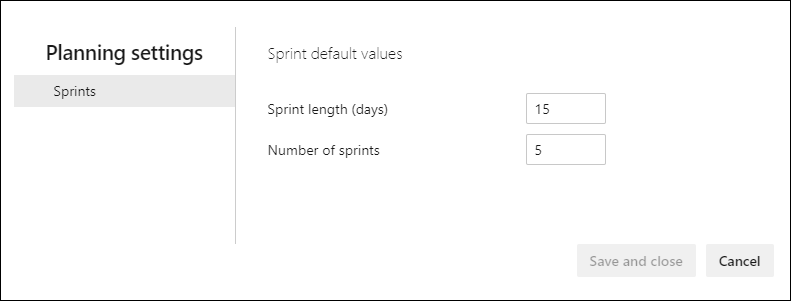 Planning settings
Sprints
Sprint default values
Sprint length (days) 15
Number of sprints 5
Save and close Cancel